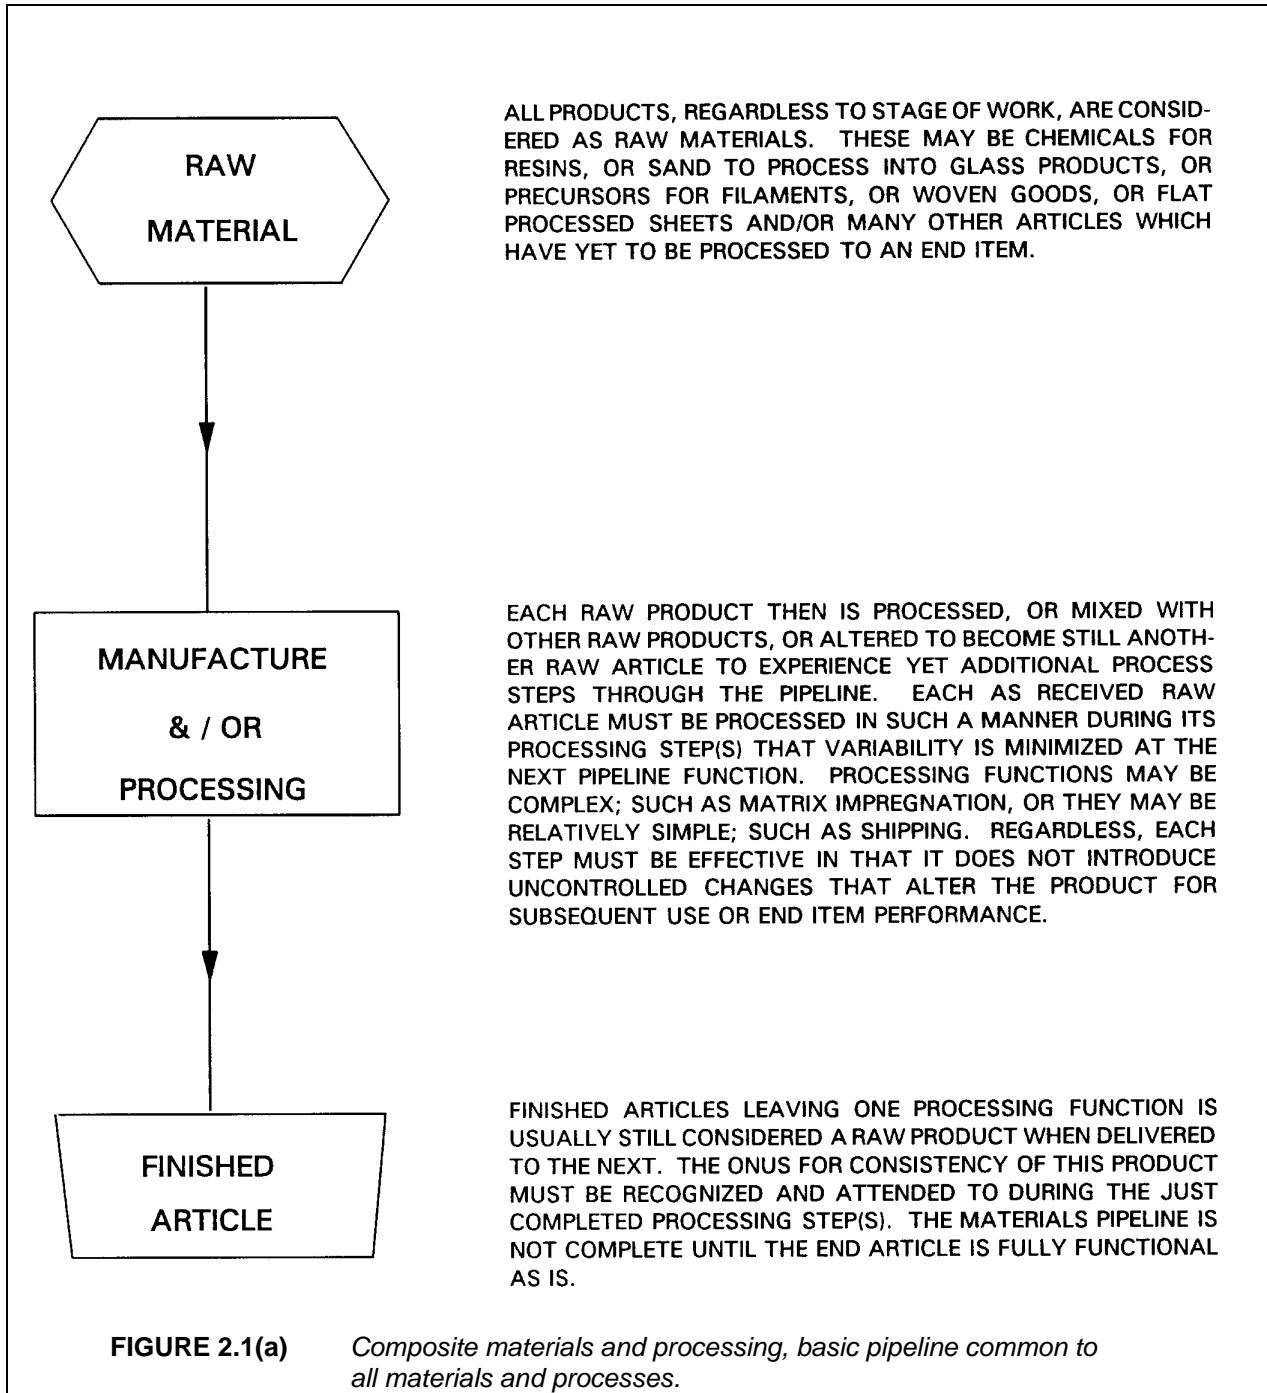 RAW
MATERIAL
ALL PRODUCTS, REGARDLESS TO STAGE OF WORK, ARE CONSID-
ERED AS RAW MATERIALS. THESE MAY BE CHEMICALS FOR
RESINS, OR SAND TO PROCESS INTO GLASS PRODUCTS, OR
PRECURSORS FOR FILAMENTS, OR WOVEN GOODS, OR FLAT
PROCESSED SHEETS AND/OR MANY OTHER ARTICLES WHICH
HAVE YET TO BE PROCESSED TO AN END ITEM.
MANUFACTURE
& / OR
PROCESSING
EACH RAW PRODUCT THEN IS PROCESSED, OR MIXED WITH
OTHER RAW PRODUCTS, OR ALTERED TO BECOME STILL ANOTH-
ER RAW ARTICLE TO EXPERIENCE YET ADDITIONAL PROCESS
STEPS THROUGH THE PIPELINE. EACH AS RECEIVED RAW
ARTICLE MUST BE PROCESSED IN SUCH A MANNER DURING ITS
PROCESSING STEP(S) THAT VARIABILITY IS MINIMIZED AT THE
NEXT PIPELINE FUNCTION. PROCESSING FUNCTIONS MAY BE
COMPLEX; SUCH AS MATRIX IMPREGNATION, OR THEY MAY BE
RELATIVELY SIMPLE; SUCH AS SHIPPING. REGARDLESS, EACH
STEP MUST BE EFFECTIVE IN THAT IT DOES NOT INTRODUCE
UNCONTROLLED CHANGES THAT ALTER THE PRODUCT FOR
SUBSEQUENT USE OR END ITEM PERFORMANCE.
FINISHED
ARTICLE
FINISHED ARTICLES LEAVING ONE PROCESSING FUNCTION IS
USUALLY STILL CONSIDERED A RAW PRODUCT WHEN DELIVERED
TO THE NEXT. THE ONUS FOR CONSISTENCY OF THIS PRODUCT
MUST BE RECOGNIZED AND ATTENDED TO DURING THE JUST
COMPLETED PROCESSING STEP(S). THE MATERIALS PIPELINE IS
NOT COMPLETE UNTIL THE END ARTICLE IS FULLY FUNCTIONAL
AS IS.
FIGURE 2.1(a) Composite materials and processing, basic pipeline common to
all materials and processes.